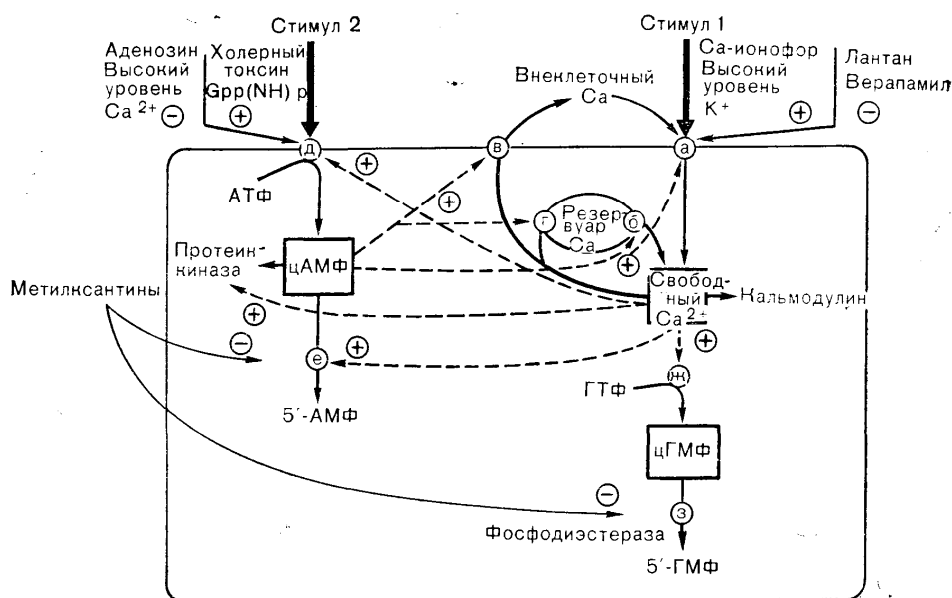 Стимул 2
Стимул 1
Аденозин
Высокий
уровень
Ca 2+
−
Холерный
токсин
Gpp(NH) p
+
Внеклеточный
Ca
Ca-ионофор
Высокий
уровень
K+
+
Лантан
Верапамил
−
д
в
а
+
+
АТФ
г
Резер-
вуар
Ca
б
+
Протеин-
киназа
цАМФ
Свобод-
ный
Ca 2+
Кальмодулин
Метилксантины
+
−
е
+
+
ж
5′-АМФ
ГТФ
цГМФ
−
з
Фосфодиэстераза
5′-ГМФ